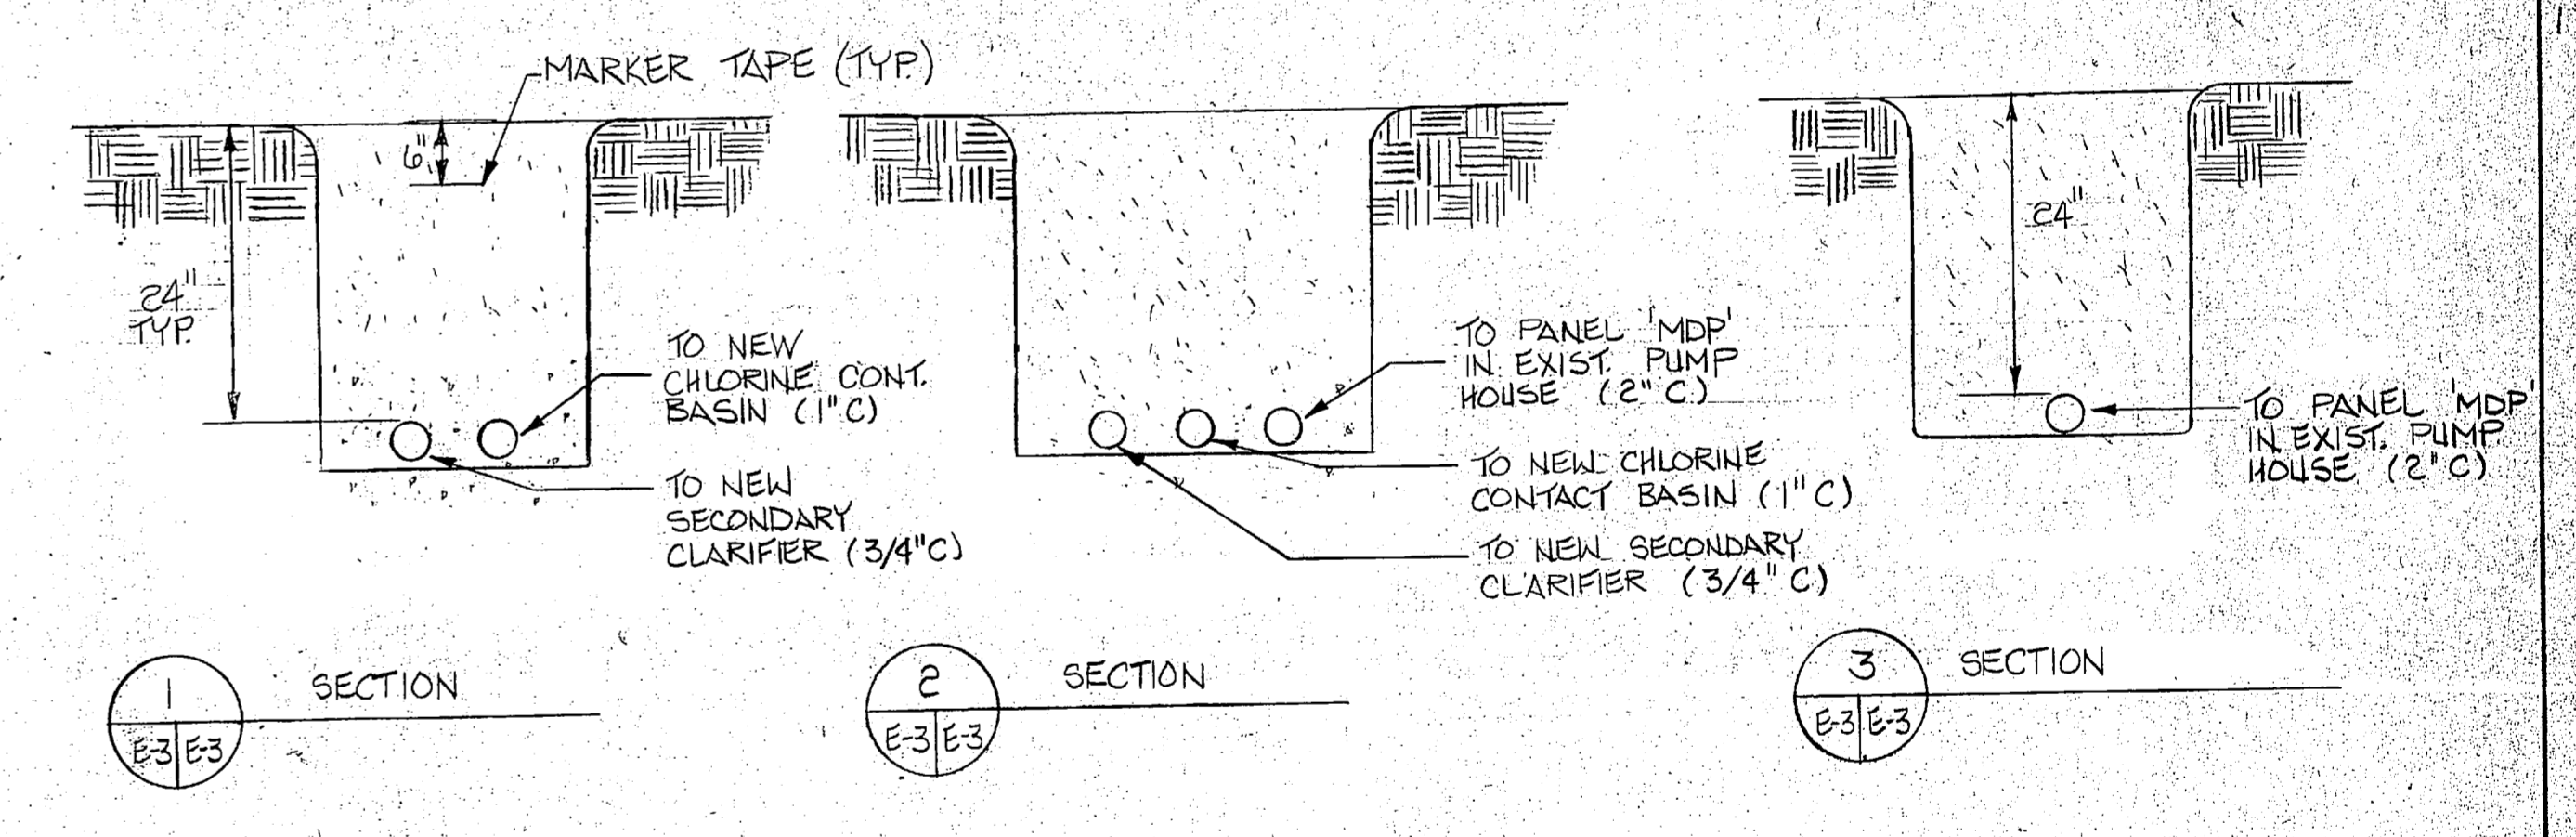 MARKER TAPE (TYP.)
6"
24"
TYP.
TO NEW
CHLORINE CONT.
BASIN (1"C)
TO NEW
SECONDARY
CLARIFIER (3/4"C)
1
E-3 E-3
SECTION
TO PANEL 'MDP'
IN EXIST. PUMP
HOUSE (2"C)
TO NEW CHLORINE
CONTACT BASIN (1"C)
TO NEW SECONDARY
CLARIFIER (3/4"C)
2
E-3 E-3
SECTION
24"
TO PANEL 'MDP'
IN EXIST. PUMP
HOUSE (2"C)
3
E-3 E-3
SECTION